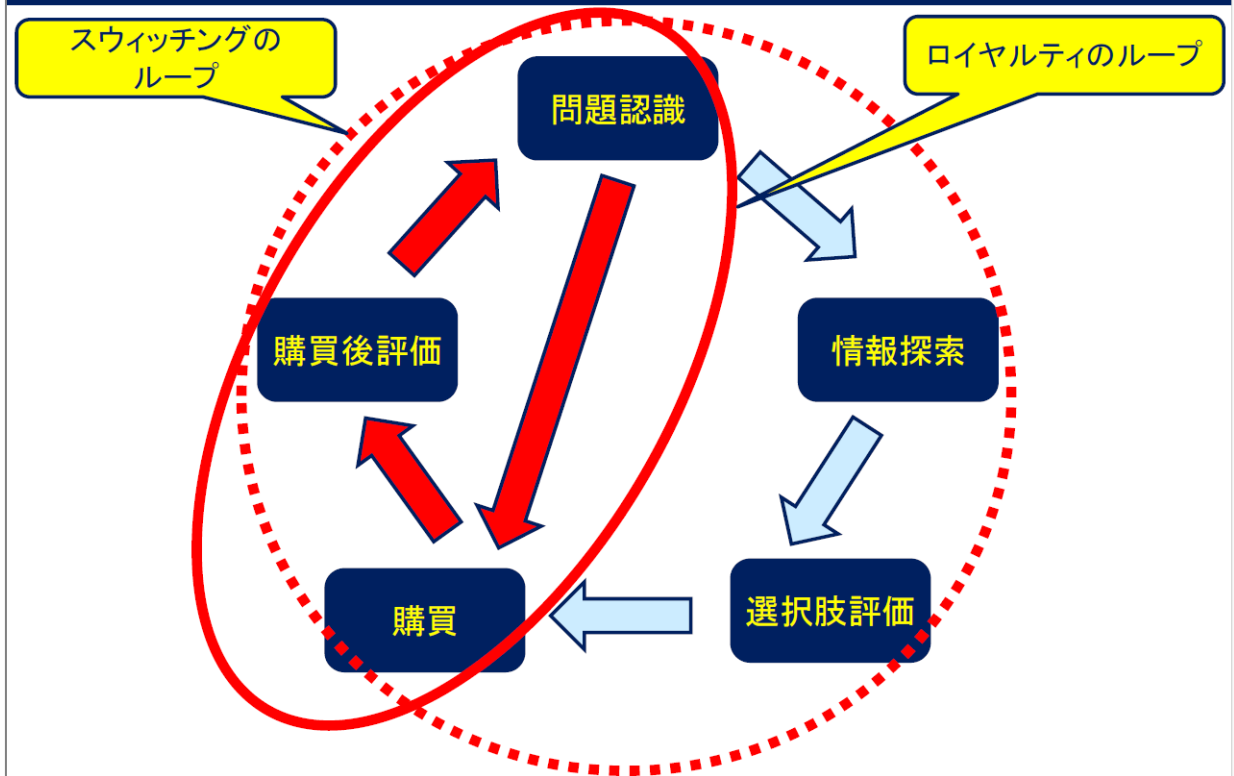 スウィッチングの
ループ
ロイヤルティのループ
問題認識
購買後評価
情報探索
購買
選択肢評価